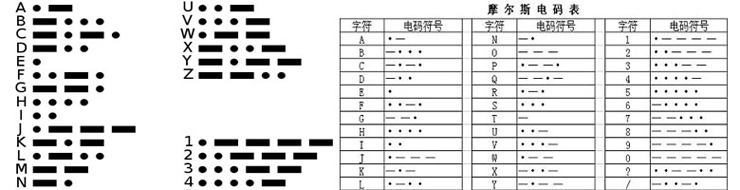 A • —
B — • • •
C — • — •
D — • •
E •
F • • — •
G — — •
H • • • •
I • •
J • — — —
K — • —
L • — • •
M — —
N — •
U • • —
V • • • —
W • — —
X — • • —
Y — • — —
Z — — • •
1 • — — — —
2 • • — — —
3 • • • — —
4 • • • • —
摩尔斯电码表
字符 电码符号 字符 电码符号 字符 电码符号
A • — N — • 1 • — — — —
B — • • • O — — — 2 • • — — —
C — • — • P • — — • 3 • • • — —
D — • • Q — — • — 4 • • • • —
E • R • — • 5 • • • • •
F • • — • S • • • 6 — • • • •
G — — • T — 7 — — • • •
H • • • • U • • — 8 — — — • •
I • • V • • • — 9 — — — — •
J • — — — W • — — 0 — — — — —
K — • — X — • • — ? • • — — • •
L • — • • Y — • — — / — • • — •